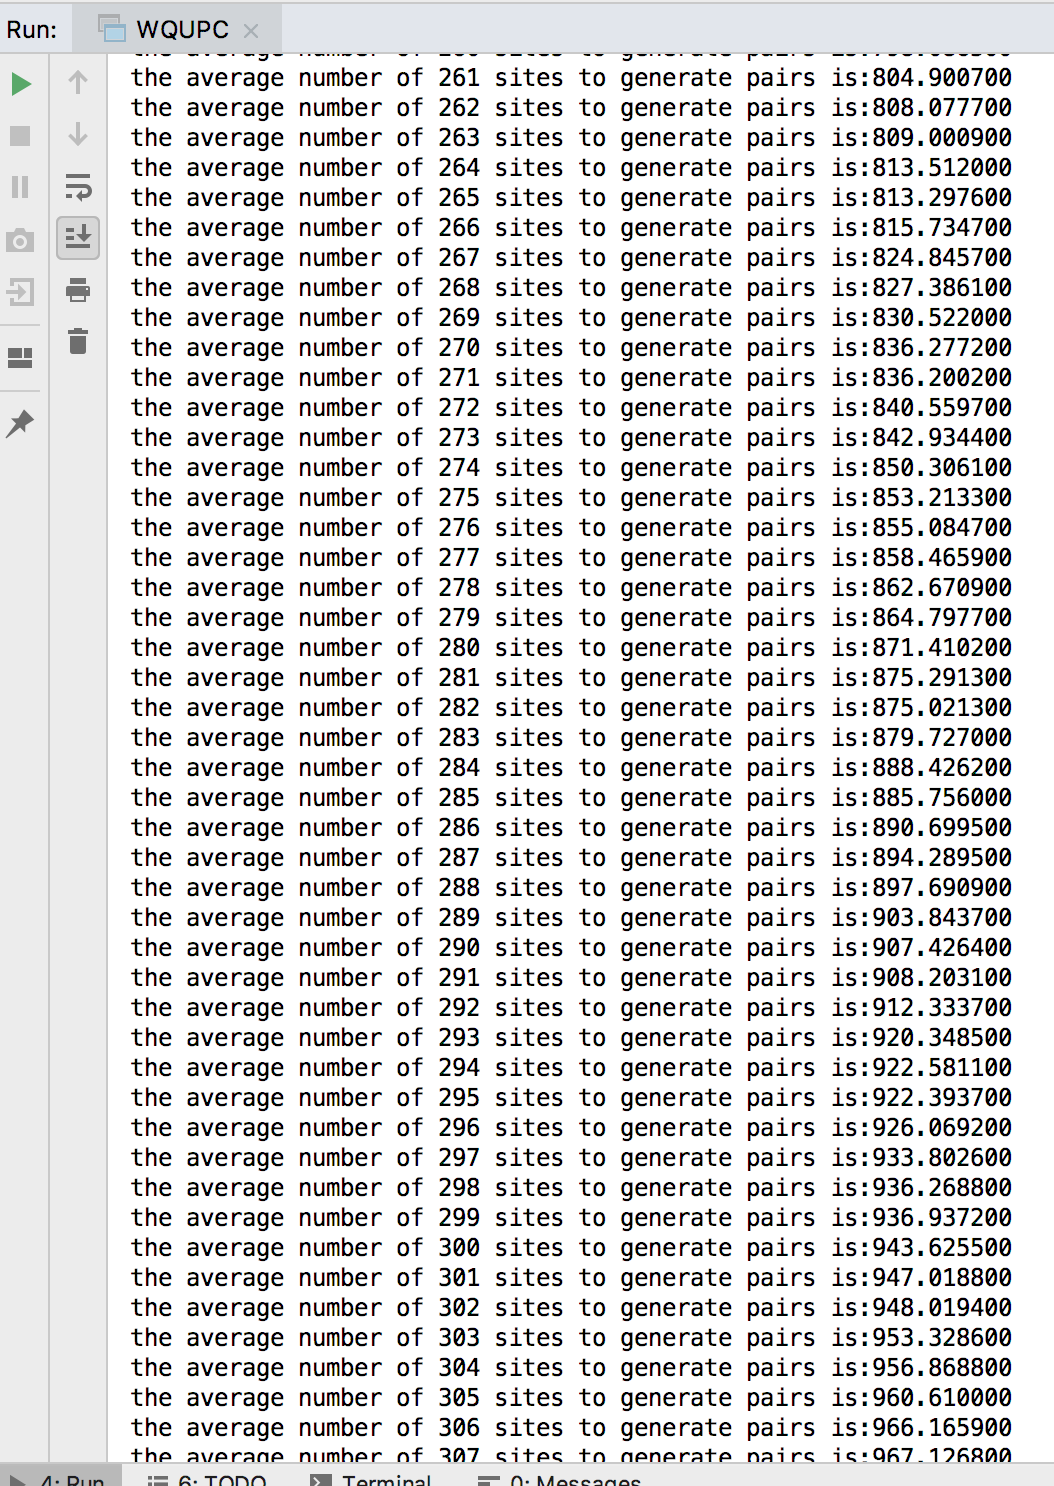 Run: WQUPC
the average number of 261 sites to generate pairs is:804.900700
the average number of 262 sites to generate pairs is:808.077700
the average number of 263 sites to generate pairs is:809.000900
the average number of 264 sites to generate pairs is:813.512000
the average number of 265 sites to generate pairs is:813.297600
the average number of 266 sites to generate pairs is:815.734700
the average number of 267 sites to generate pairs is:824.845700
the average number of 268 sites to generate pairs is:827.386100
the average number of 269 sites to generate pairs is:830.522000
the average number of 270 sites to generate pairs is:836.277200
the average number of 271 sites to generate pairs is:836.200200
the average number of 272 sites to generate pairs is:840.559700
the average number of 273 sites to generate pairs is:842.934400
the average number of 274 sites to generate pairs is:850.306100
the average number of 275 sites to generate pairs is:853.213300
the average number of 276 sites to generate pairs is:855.084700
the average number of 277 sites to generate pairs is:858.465900
the average number of 278 sites to generate pairs is:862.670900
the average number of 279 sites to generate pairs is:864.797700
the average number of 280 sites to generate pairs is:871.410200
the average number of 281 sites to generate pairs is:875.291300
the average number of 282 sites to generate pairs is:875.021300
the average number of 283 sites to generate pairs is:879.727000
the average number of 284 sites to generate pairs is:888.426200
the average number of 285 sites to generate pairs is:885.756000
the average number of 286 sites to generate pairs is:890.699500
the average number of 287 sites to generate pairs is:894.289500
the average number of 288 sites to generate pairs is:897.690900
the average number of 289 sites to generate pairs is:903.843700
the average number of 290 sites to generate pairs is:907.426400
the average number of 291 sites to generate pairs is:908.203100
the average number of 292 sites to generate pairs is:912.333700
the average number of 293 sites to generate pairs is:920.348500
the average number of 294 sites to generate pairs is:922.581100
the average number of 295 sites to generate pairs is:922.393700
the average number of 296 sites to generate pairs is:926.069200
the average number of 297 sites to generate pairs is:933.802600
the average number of 298 sites to generate pairs is:936.268800
the average number of 299 sites to generate pairs is:936.937200
the average number of 300 sites to generate pairs is:943.625500
the average number of 301 sites to generate pairs is:947.018800
the average number of 302 sites to generate pairs is:948.019400
the average number of 303 sites to generate pairs is:953.328600
the average number of 304 sites to generate pairs is:956.868800
the average number of 305 sites to generate pairs is:960.610000
the average number of 306 sites to generate pairs is:966.165900
the average number of 307 sites to generate pairs is:967.126800
4: Run 6: TODO Terminal 0: Messages